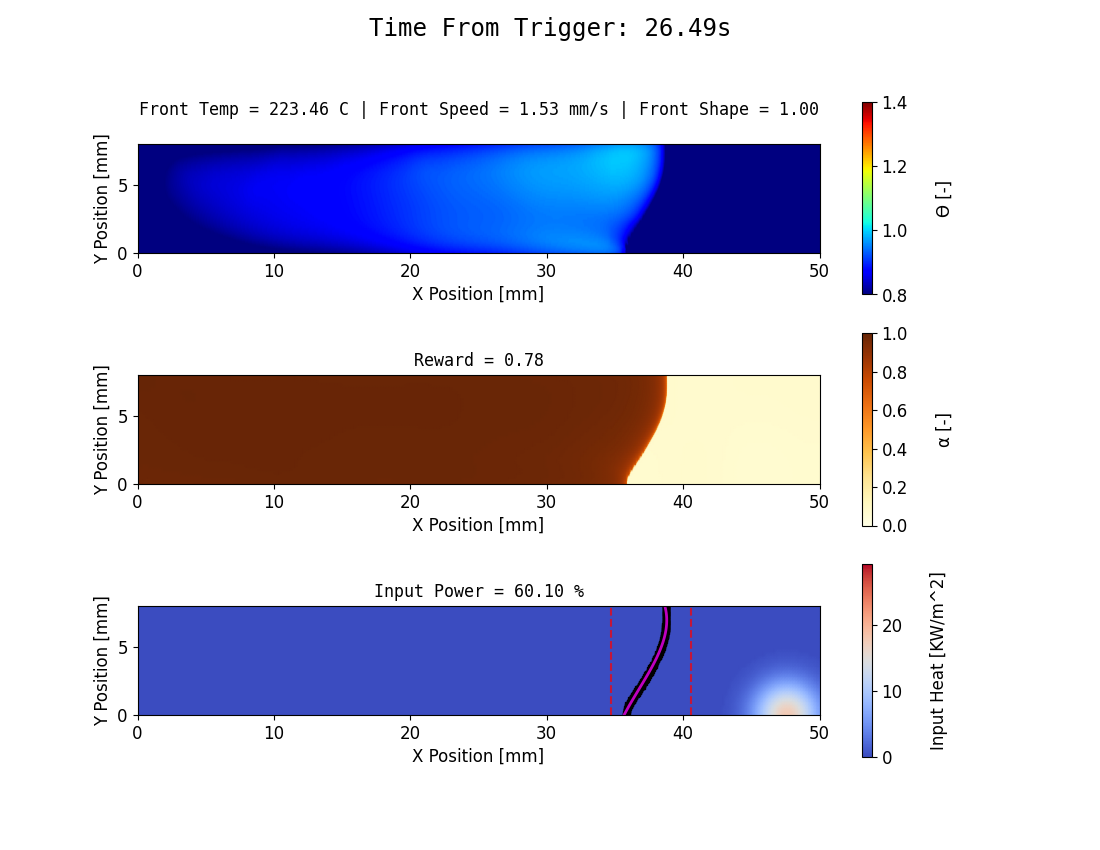 Time From Trigger: 26.49s
Front Temp = 223.46 C | Front Speed = 1.53 mm/s | Front Shape = 1.00
Y Position [mm]
5
0
0 10 20 30 40 50
X Position [mm]
1.4
1.2
1.0
0.8
ϴ [-]
Reward = 0.78
Y Position [mm]
5
0
0 10 20 30 40 50
X Position [mm]
1.0
0.8
0.6
0.4
0.2
0.0
α [-]
Input Power = 60.10 %
Y Position [mm]
5
0
0 10 20 30 40 50
X Position [mm]
20
10
0
Input Heat [KW/m^2]